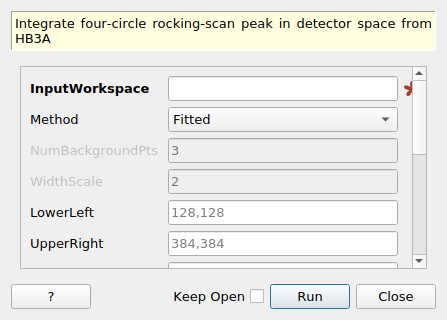 Integrate four-circle rocking-scan peak in detector space from
HB3A
InputWorkspace
Method Fitted
NumBackgroundPts 3
WidthScale 2
LowerLeft 128,128
UpperRight 384,384
? Keep Open Run Close